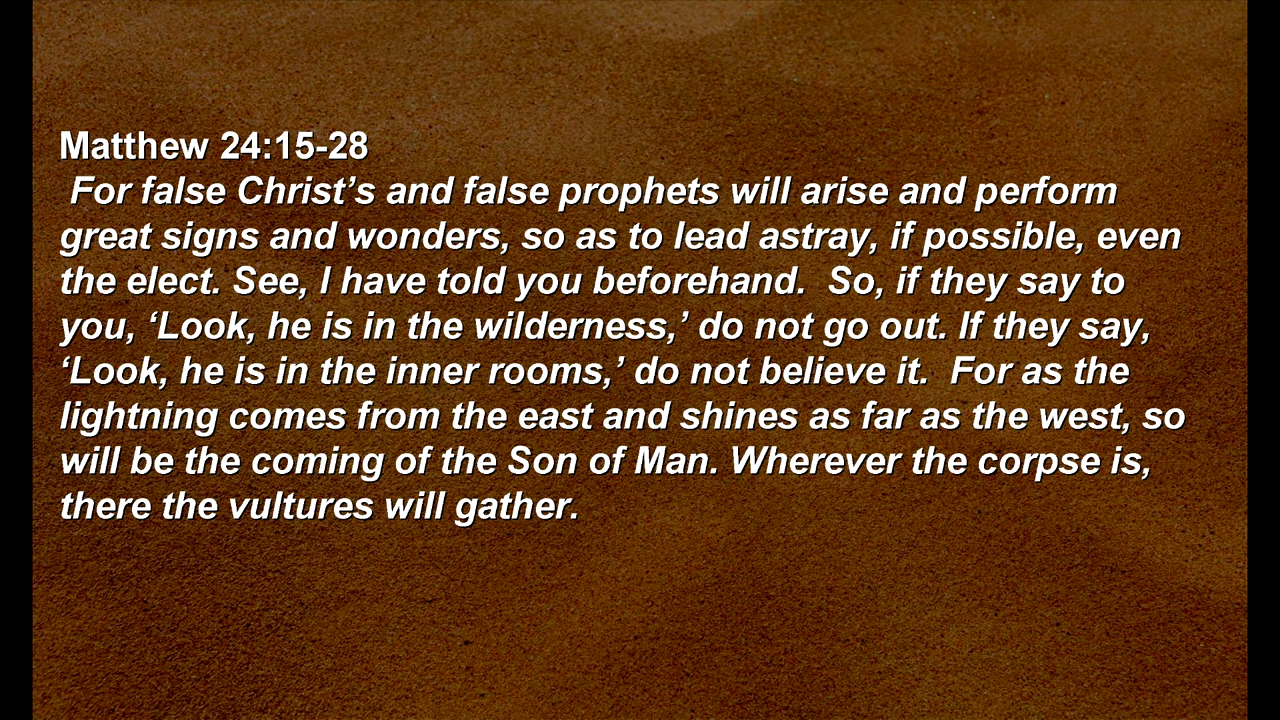 Matthew 24:15-28
For false Christ’s and false prophets will arise and perform
great signs and wonders, so as to lead astray, if possible, even
the elect. See, I have told you beforehand.  So, if they say to
you, ‘Look, he is in the wilderness,’ do not go out. If they say,
‘Look, he is in the inner rooms,’ do not believe it.  For as the
lightning comes from the east and shines as far as the west, so
will be the coming of the Son of Man. Wherever the corpse is,
there the vultures will gather.